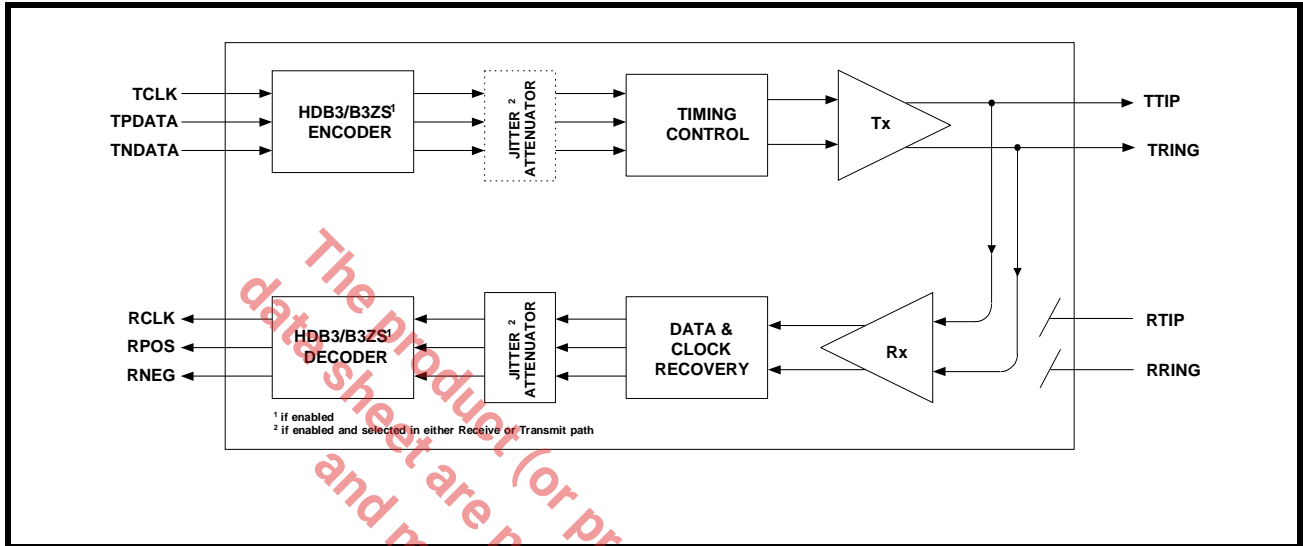 TCLK
TPDATA
TNDATA
HDB3/B3ZS¹
ENCODER
JITTER ²
ATTENUATOR
TIMING
CONTROL
Tx
TTIP
TRING
RCLK
RPOS
RNEG
HDB3/B3ZS¹
DECODER
JITTER ²
ATTENUATOR
DATA &
CLOCK
RECOVERY
Rx
RTIP
RRING
¹ if enabled
² if enabled and selected in either Receive or Transmit path
The product (or pr
data sheet are
and